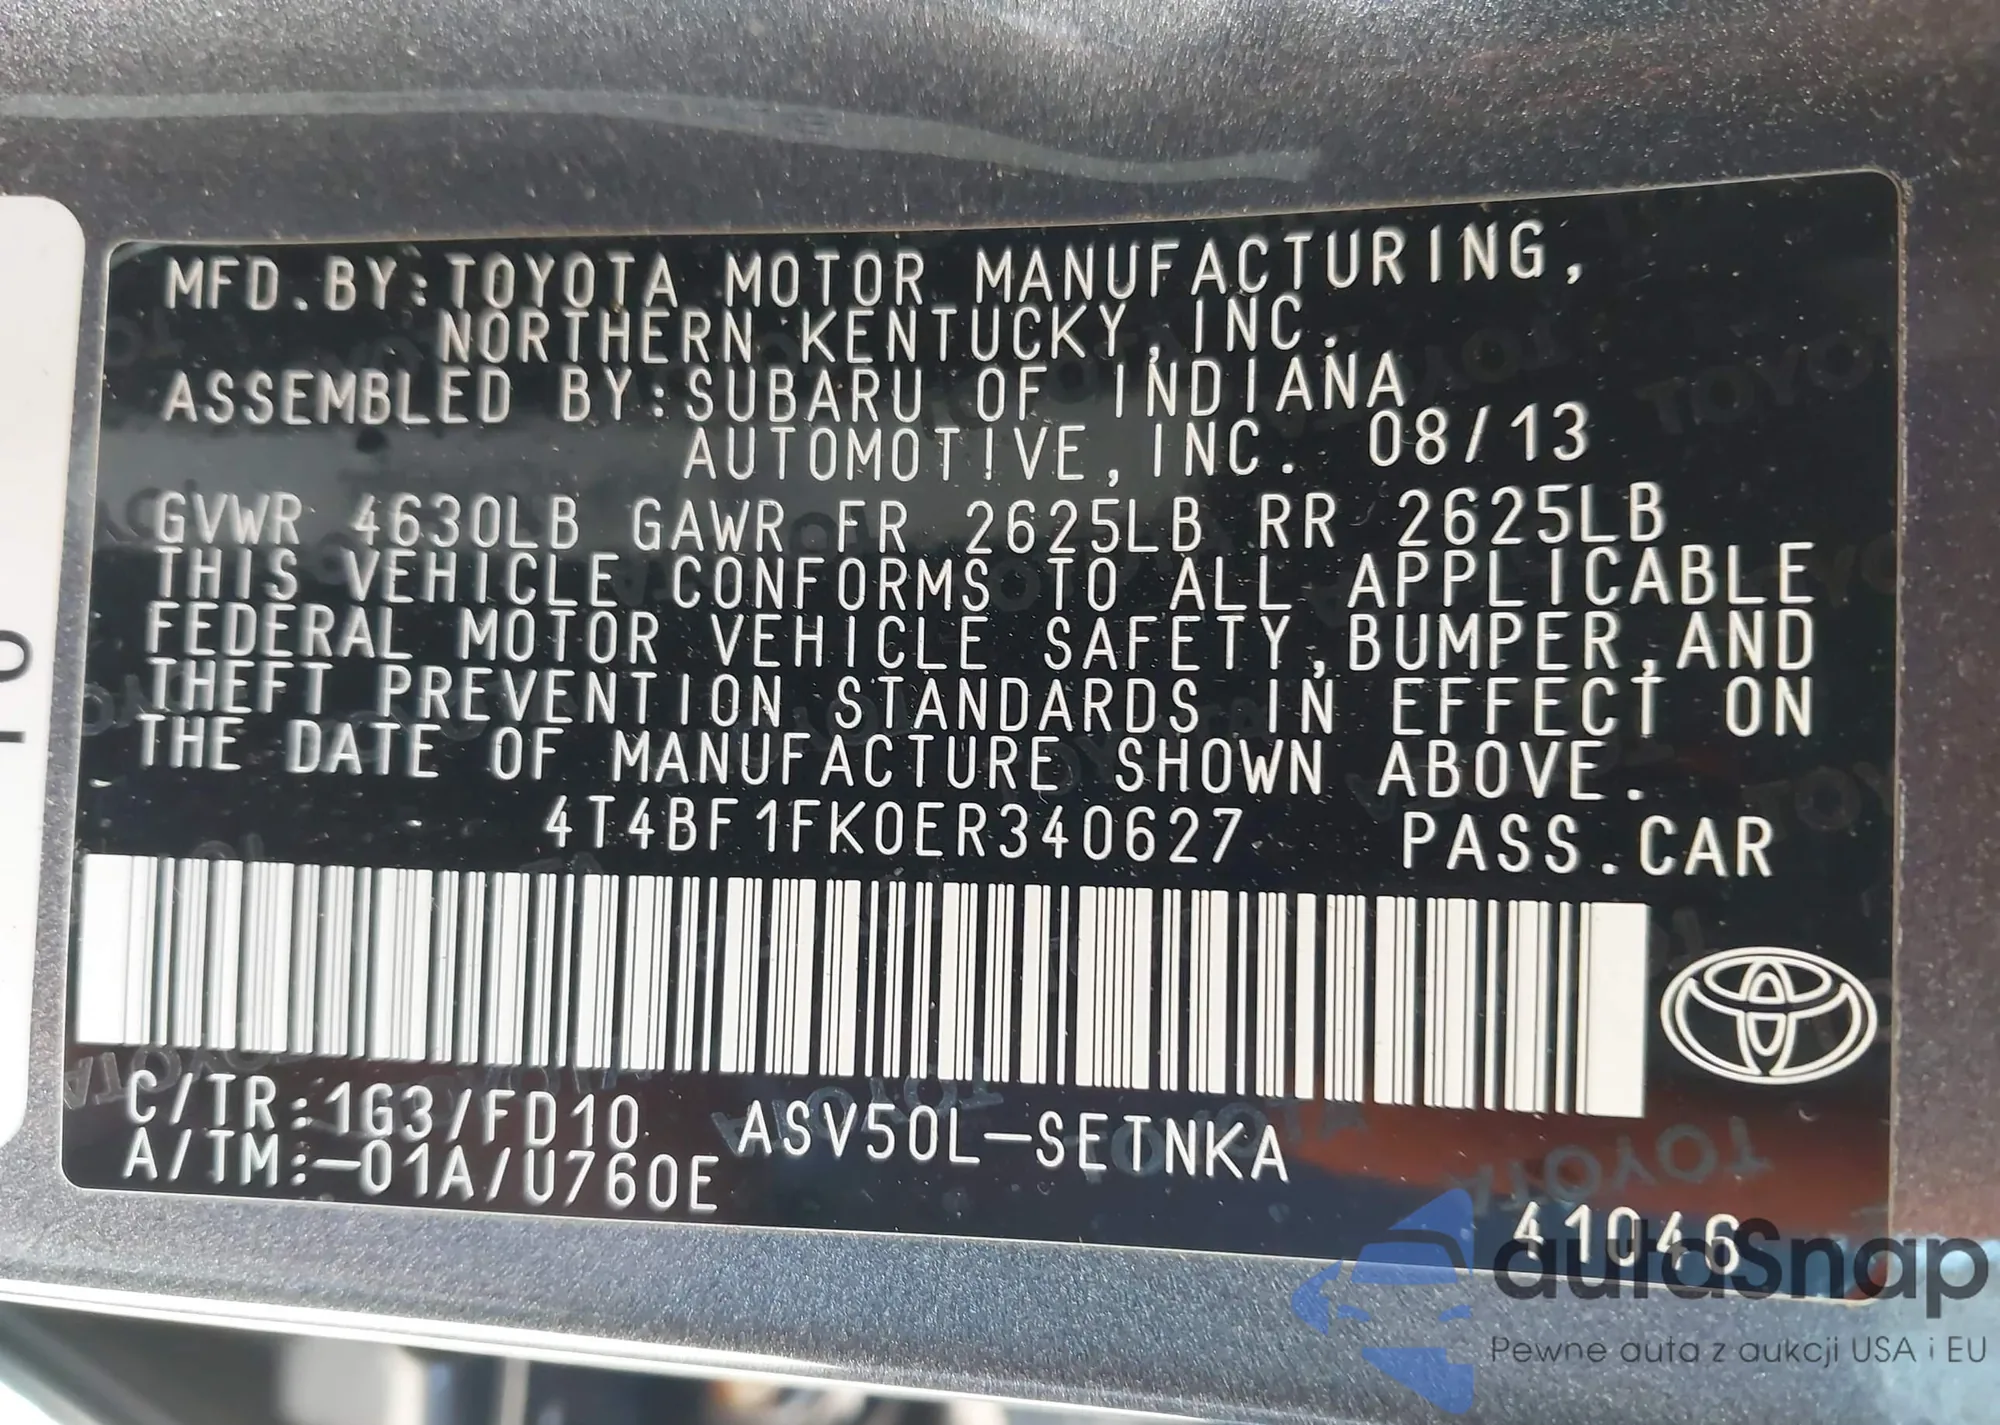 MFD.BY:TOYOTA MOTOR MANUFACTURING,
NORTHERN KENTUCKY,INC.
ASSEMBLED BY:SUBARU OF INDIANA
AUTOMOTIVE,INC. 08/13
GVWR 4630LB GAWR FR 2625LB RR 2625LB
THIS VEHICLE CONFORMS TO ALL APPLICABLE
FEDERAL MOTOR VEHICLE SAFETY,BUMPER,AND
THEFT PREVENTION STANDARDS IN EFFECT ON
THE DATE OF MANUFACTURE SHOWN ABOVE.
4T4BF1FK0ER340627 PASS.CAR
C/TR:1G3/FD10 ASV50L-SETNKA
A/TM:-01A/U760E
41046
autaSnap
Pewne auta z aukcji USA i EU